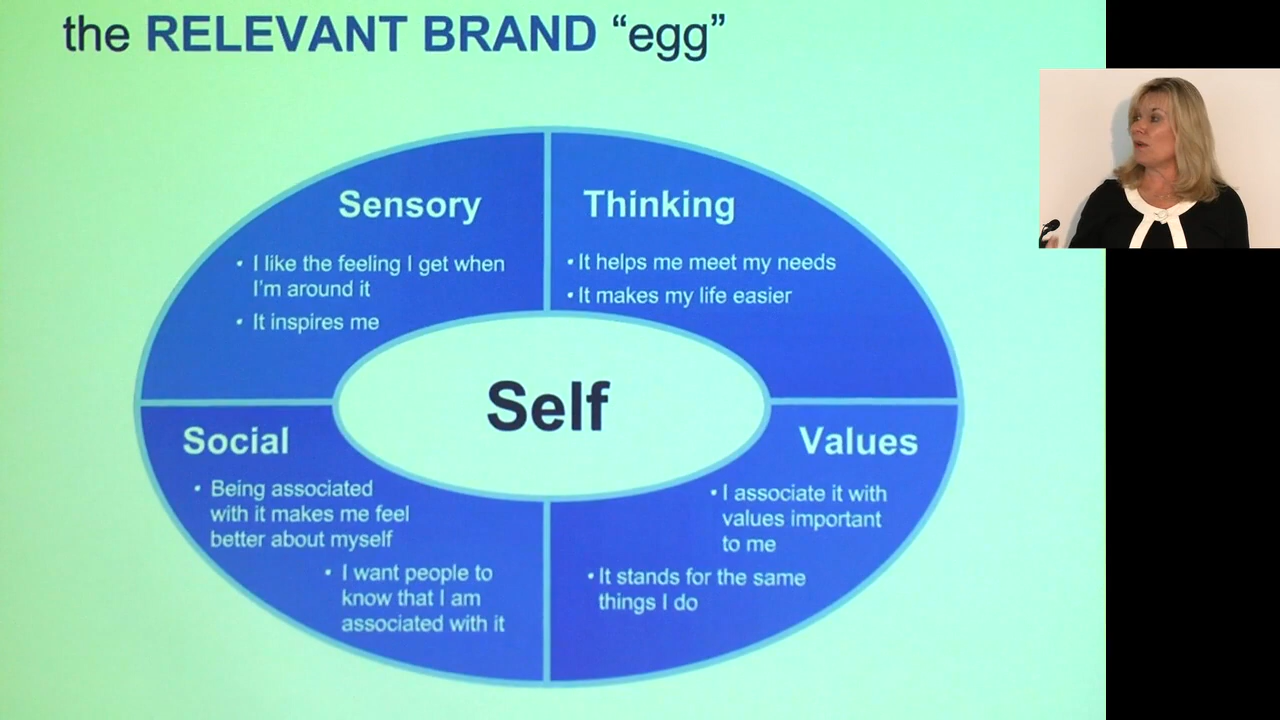 the RELEVANT BRAND “egg”
Sensory
• I like the feeling I get when
I'm around it
• It inspires me
Thinking
• It helps me meet my needs
• It makes my life easier
Self
Social
• Being associated
with it makes me feel
better about myself
• I want people to
know that I am
associated with it
Values
• I associate it with
values important
to me
• It stands for the same
things I do